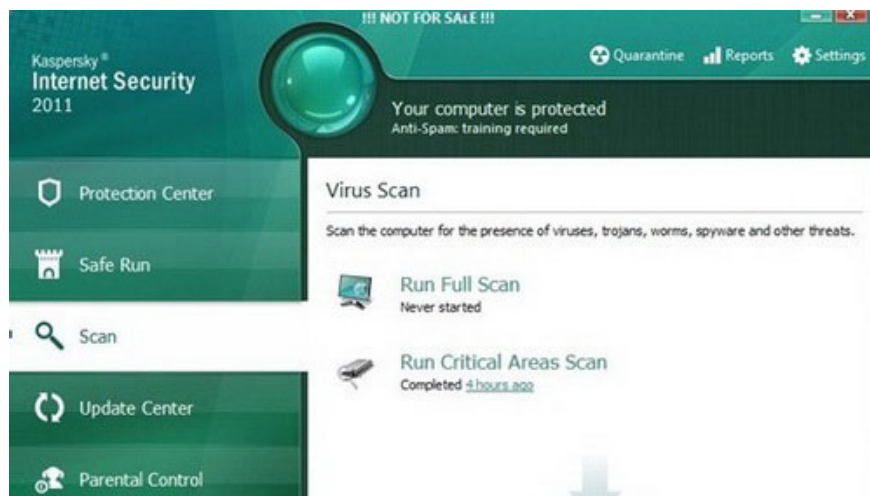 !!! NOT FOR SALE !!!
Kaspersky®
Internet Security
2011
Quarantine
Reports
Settings
Your computer is protected
Anti-Spam: training required
Protection Center
Safe Run
Scan
Update Center
Parental Control
Virus Scan
Scan the computer for the presence of viruses, trojans, worms, spyware and other threats.
Run Full Scan
Never started
Run Critical Areas Scan
Completed 4 hours ago